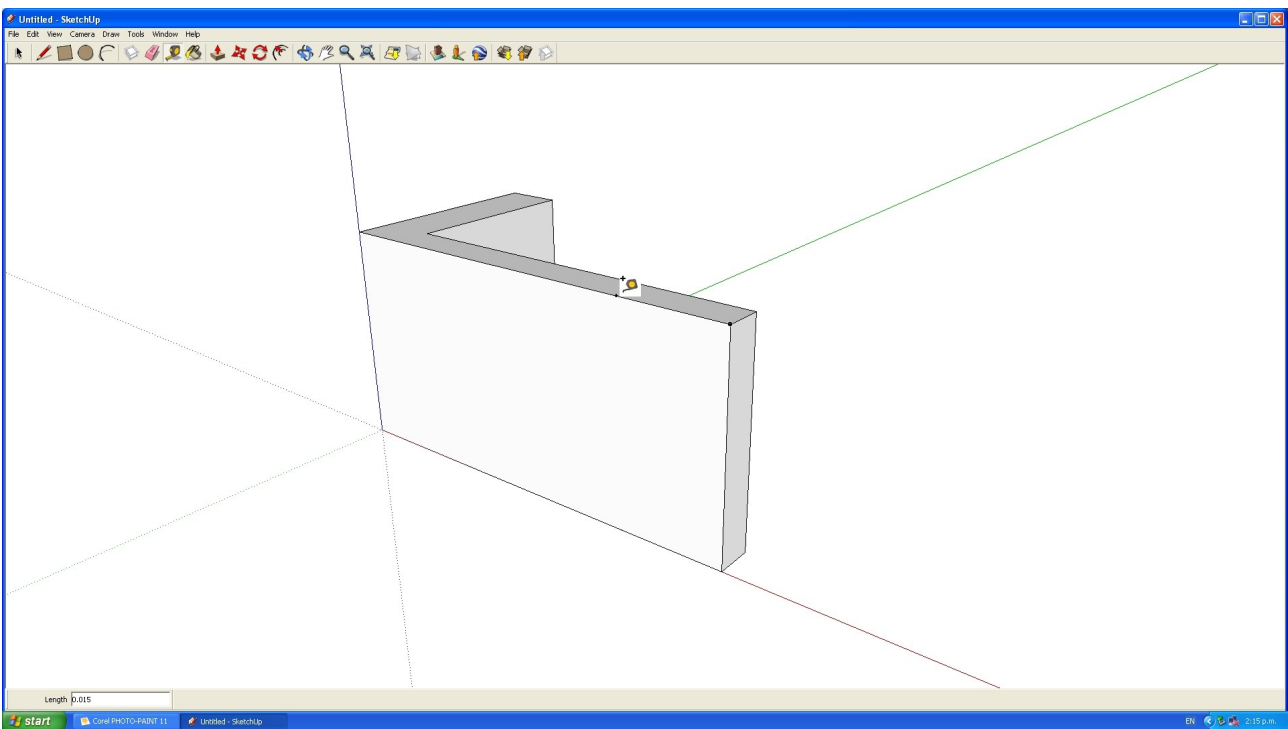 Untitled - SketchUp
File Edit View Camera Draw Tools Window Help
Length 0.015
start Corel PHOTO-PAINT 11 Untitled - SketchUp EN 2:15 p.m.